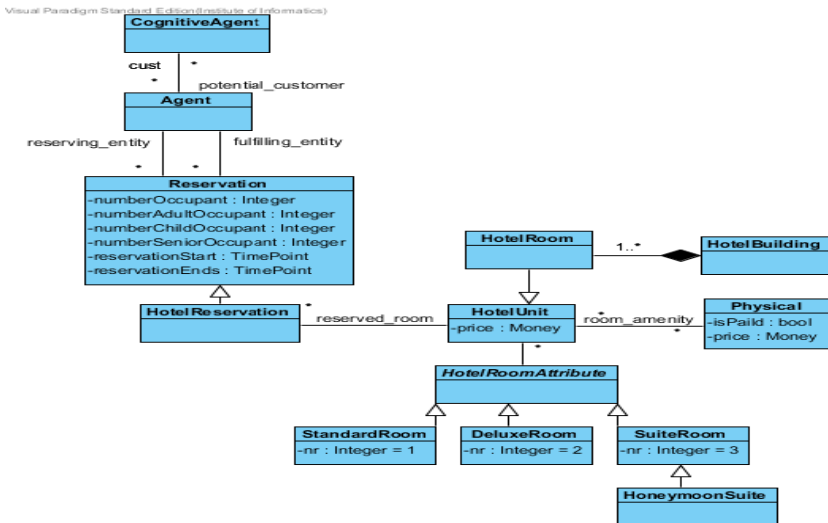 Visual Paradigm Standard Edition(Institute of Informatics)
CognitiveAgent
cust *
*
potential_customer
Agent
reserving_entity fulfilling_entity
* *
Reservation
-numberOccupant : Integer
-numberAdultOccupant : Integer
-numberChildOccupant : Integer
-numberSeniorOccupant : Integer
-reservationStart : TimePoint
-reservationEnds : TimePoint
HotelRoom
1..*
HotelBuilding
HotelReservation
*
reserved_room
HotelUnit
-price : Money
*
room_amenity
*
Physical
-isPaild : bool
-price : Money
*
HotelRoomAttribute
StandardRoom
-nr : Integer = 1
DeluxeRoom
-nr : Integer = 2
SuiteRoom
-nr : Integer = 3
HoneymoonSuite